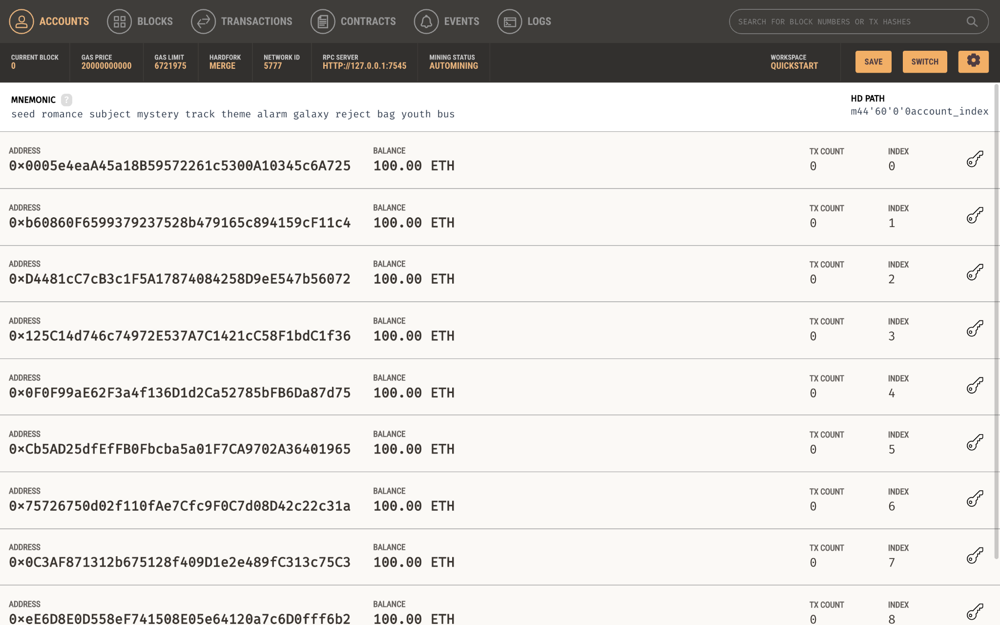 ACCOUNTS BLOCKS TRANSACTIONS CONTRACTS EVENTS LOGS SEARCH FOR BLOCK NUMBERS OR TX HASHES
CURRENT BLOCK GAS PRICE GAS LIMIT HARDFORK NETWORK ID RPC SERVER MINING STATUS WORKSPACE
0 20000000000 6721975 MERGE 5777 HTTP://127.0.0.1:7545 AUTOMINING QUICKSTART SAVE SWITCH
MNEMONIC ? HD PATH
seed romance subject mystery track theme alarm galaxy reject bag youth bus m44'60'0'0account_index
ADDRESS BALANCE TX COUNT INDEX
0×0005e4eaA45a18B59572261c5300A10345c6A725 100.00 ETH 0 0
ADDRESS BALANCE TX COUNT INDEX
0×b60860F6599379237528b479165c894159cF11c4 100.00 ETH 0 1
ADDRESS BALANCE TX COUNT INDEX
0×D4481cC7cB3c1F5A17874084258D9eE547b56072 100.00 ETH 0 2
ADDRESS BALANCE TX COUNT INDEX
0×125C14d746c74972E537A7C1421cC58F1bdC1f36 100.00 ETH 0 3
ADDRESS BALANCE TX COUNT INDEX
0×0F0F99aE62F3a4f136D1d2Ca52785bFB6Da87d75 100.00 ETH 0 4
ADDRESS BALANCE TX COUNT INDEX
0×Cb5AD25dfEfFB0Fbcba5a01F7CA9702A36401965 100.00 ETH 0 5
ADDRESS BALANCE TX COUNT INDEX
0×75726750d02f110fAe7Cfc9F0C7d08D42c22c31a 100.00 ETH 0 6
ADDRESS BALANCE TX COUNT INDEX
0×0C3AF871312b675128f409D1e2e489fC313c75C3 100.00 ETH 0 7
ADDRESS BALANCE TX COUNT INDEX
0×eE6D8E0D558eF741508E05e64120a7c6D0fff6b2 100.00 ETH 0 8